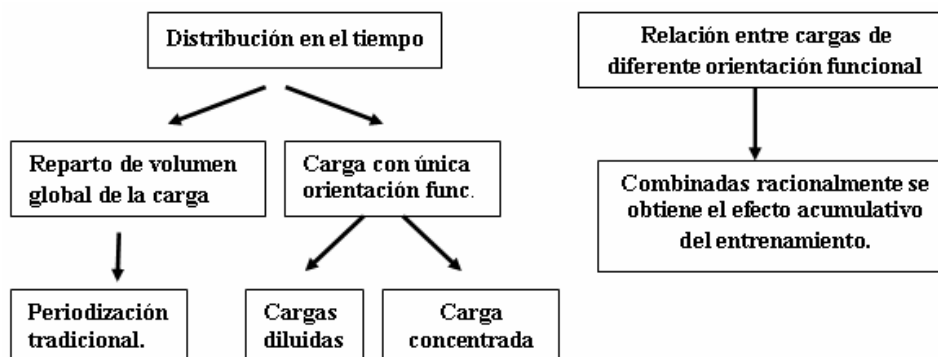 Distribución en el tiempo
Relación entre cargas de
diferente orientación funcional
Reparto de volumen
global de la carga
Carga con única
orientación func.
Combinadas racionalmente se
obtiene el efecto acumulativo
del entrenamiento.
Periodización
tradicional.
Cargas
diluidas
Carga
concentrada